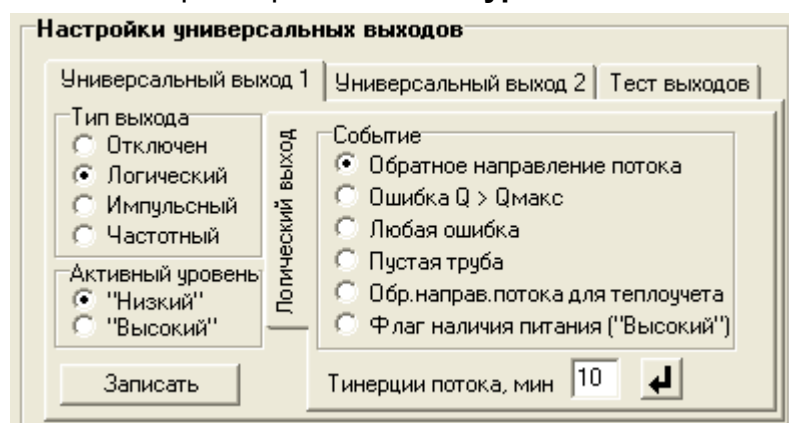 Настройки универсальных выходов
Универсальный выход 1
Универсальный выход 2
Тест выходов
Тип выхода
Отключен
Логический
Импульсный
Частотный
Активный уровень
"Низкий"
"Высокий"
Записать
Логический выход
Событие
Обратное направление потока
Ошибка Q > Qмакс
Любая ошибка
Пустая труба
Обр.направ.потока для теплоучета
Флаг наличия питания ("Высокий")
Тинерции потока, мин
10